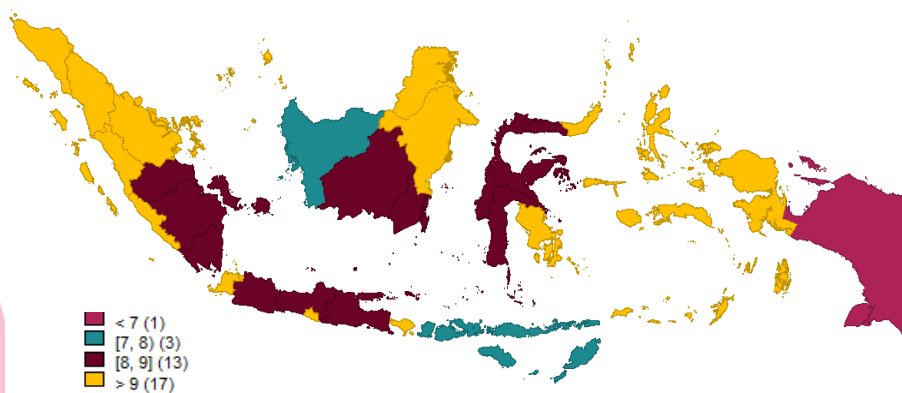 < 7 (1)
[7, 8) (3)
[8, 9] (13)
> 9 (17)